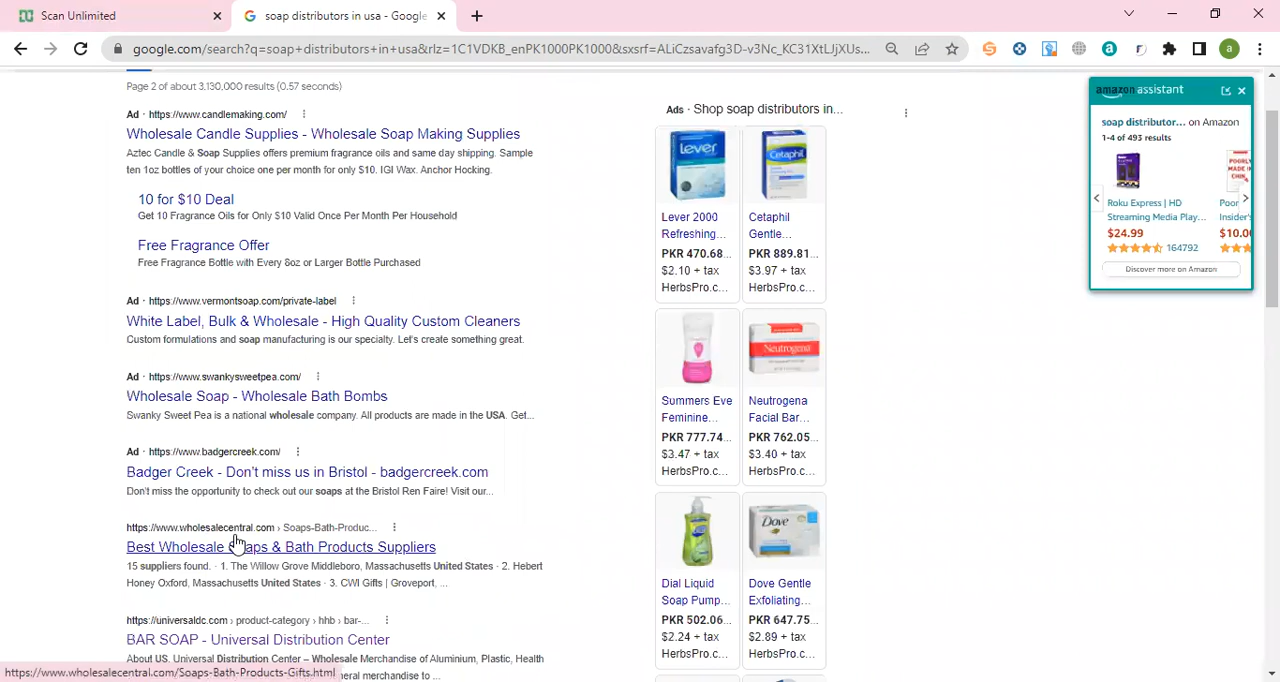 Scan Unlimited
soap distributors in usa - Google
google.com/search?q=soap+distributors+in+usa&rlz=1C1VDKB_enPK1000PK1000&sxsrf=ALiCzsavafg3D-v3Nc_KC31XtLJjXUs...
a
Page 2 of about 3,130,000 results (0.57 seconds)
Ad · https://www.candlemaking.com/
Wholesale Candle Supplies - Wholesale Soap Making Supplies
Aztec Candle & Soap Supplies offers premium fragrance oils and same day shipping. Sample
ten 1oz bottles of your choice one per month for only $10. IGI Wax. Anchor Hocking.
10 for $10 Deal
Get 10 Fragrance Oils for Only $10 Valid Once Per Month Per Household
Free Fragrance Offer
Free Fragrance Bottle with Every 8oz or Larger Bottle Purchased
Ad · https://www.vermontsoap.com/private-label
White Label, Bulk & Wholesale - High Quality Custom Cleaners
Custom formulations and soap manufacturing is our specialty. Let's create something great.
Ad · https://www.swankysweetpea.com/
Wholesale Soap - Wholesale Bath Bombs
Swanky Sweet Pea is a national wholesale company. All products are made in the USA. Get...
Ad · https://www.badgercreek.com/
Badger Creek - Don't miss us in Bristol - badgercreek.com
Don't miss the opportunity to check out our soaps at the Bristol Ren Faire! Visit our...
https://www.wholesalecentral.com › Soaps-Bath-Produc...
Best Wholesale Soaps & Bath Products Suppliers
15 suppliers found. · 1. The Willow Grove Middleboro, Massachusetts United States · 2. Hebert
Honey Oxford, Massachusetts United States · 3. CWI Gifts | Groveport, ...
https://universaldc.com › product-category › hhb › bar-...
BAR SOAP - Universal Distribution Center
About US. Universal Distribution Center – Wholesale Merchandise of Aluminium, Plastic, Health
eral merchandise to ...
https://www.wholesalecentral.com/Soaps-Bath-Products-Gifts.html
Ads · Shop soap distributors in...
Lever
2000
Cetaphil
Lever 2000
Refreshing...
PKR 470.68...
$2.10 + tax
HerbsPro.c...
Cetaphil
Gentle...
PKR 889.81...
$3.97 + tax
HerbsPro.c...
Neutrogena
Summers Eve
Feminine...
PKR 777.74...
$3.47 + tax
HerbsPro.c...
Neutrogena
Facial Bar...
PKR 762.05...
$3.40 + tax
HerbsPro.c...
Dove
Dial Liquid
Soap Pump...
PKR 502.06...
$2.24 + tax
HerbsPro.c...
Dove Gentle
Exfoliating...
PKR 647.75...
$2.89 + tax
HerbsPro.c...
amazon assistant
soap distributor... on Amazon
1-4 of 493 results
POORLY
MADE IN
CHIN
Roku Express | HD
Streaming Media Play...
$24.99
164792
Poor
Insider's
$10.0
Discover more on Amazon